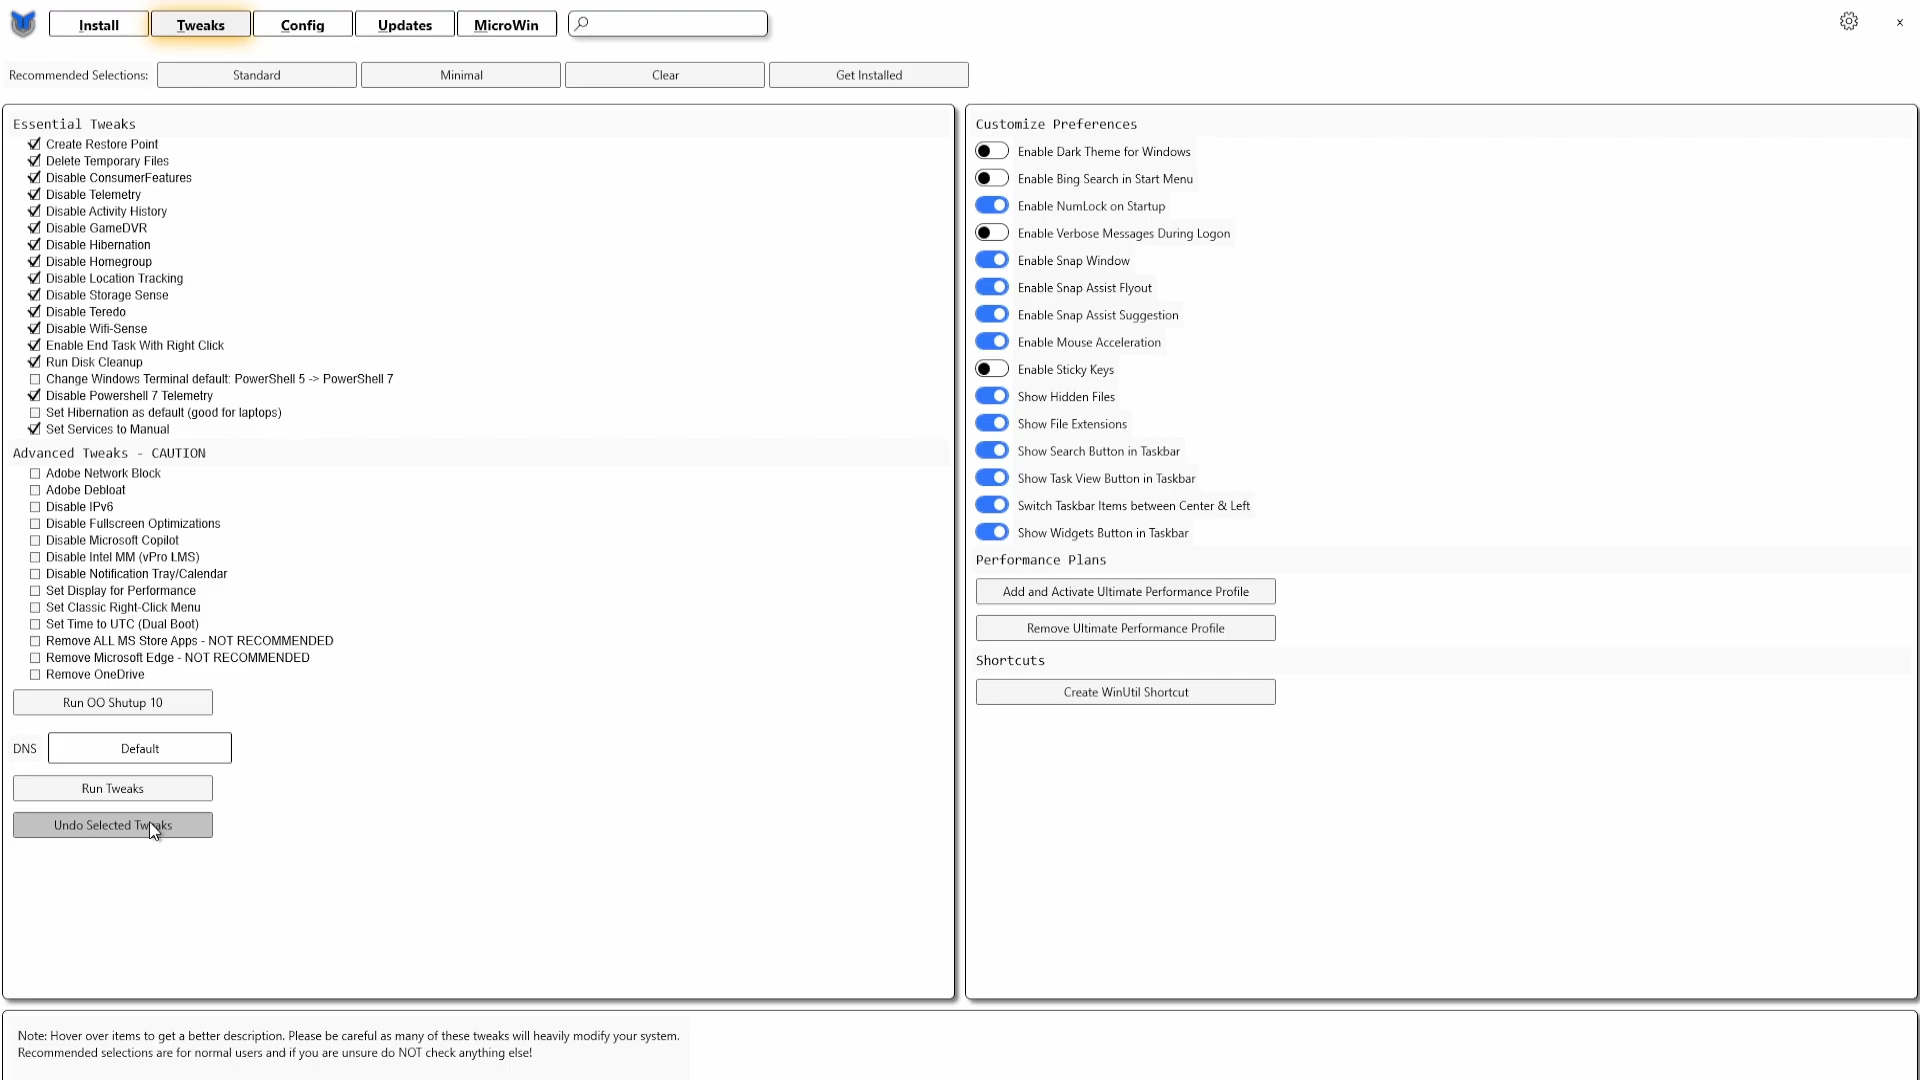 Install
Tweaks
Config
Updates
MicroWin
x
Recommended Selections:
Standard
Minimal
Clear
Get Installed
Essential Tweaks
Create Restore Point
Delete Temporary Files
Disable ConsumerFeatures
Disable Telemetry
Disable Activity History
Disable GameDVR
Disable Hibernation
Disable Homegroup
Disable Location Tracking
Disable Storage Sense
Disable Teredo
Disable Wifi-Sense
Enable End Task With Right Click
Run Disk Cleanup
Change Windows Terminal default: PowerShell 5 -> PowerShell 7
Disable Powershell 7 Telemetry
Set Hibernation as default (good for laptops)
Set Services to Manual
Advanced Tweaks - CAUTION
Adobe Network Block
Adobe Debloat
Disable IPv6
Disable Fullscreen Optimizations
Disable Microsoft Copilot
Disable Intel MM (vPro LMS)
Disable Notification Tray/Calendar
Set Display for Performance
Set Classic Right-Click Menu
Set Time to UTC (Dual Boot)
Remove ALL MS Store Apps - NOT RECOMMENDED
Remove Microsoft Edge - NOT RECOMMENDED
Remove OneDrive
Run OO Shutup 10
DNS
Default
Run Tweaks
Undo Selected Tweaks
Customize Preferences
Enable Dark Theme for Windows
Enable Bing Search in Start Menu
Enable NumLock on Startup
Enable Verbose Messages During Logon
Enable Snap Window
Enable Snap Assist Flyout
Enable Snap Assist Suggestion
Enable Mouse Acceleration
Enable Sticky Keys
Show Hidden Files
Show File Extensions
Show Search Button in Taskbar
Show Task View Button in Taskbar
Switch Taskbar Items between Center & Left
Show Widgets Button in Taskbar
Performance Plans
Add and Activate Ultimate Performance Profile
Remove Ultimate Performance Profile
Shortcuts
Create WinUtil Shortcut
Note: Hover over items to get a better description. Please be careful as many of these tweaks will heavily modify your system.
Recommended selections are for normal users and if you are unsure do NOT check anything else!